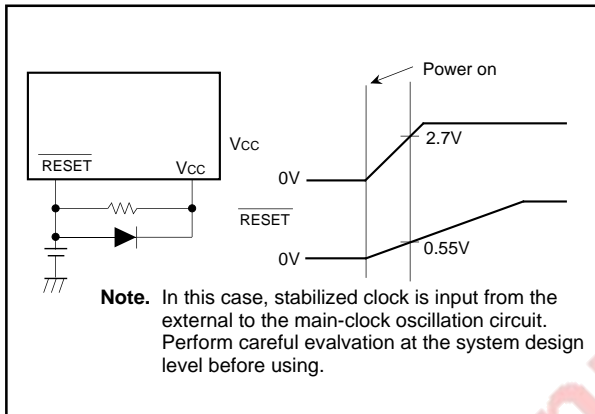 Power on
Vcc
2.7V
RESET Vcc
0V
RESET
0.55V
0V
Note. In this case, stabilized clock is input from the
external to the main-clock oscillation circuit.
Perform careful evalvation at the system design
level before using.